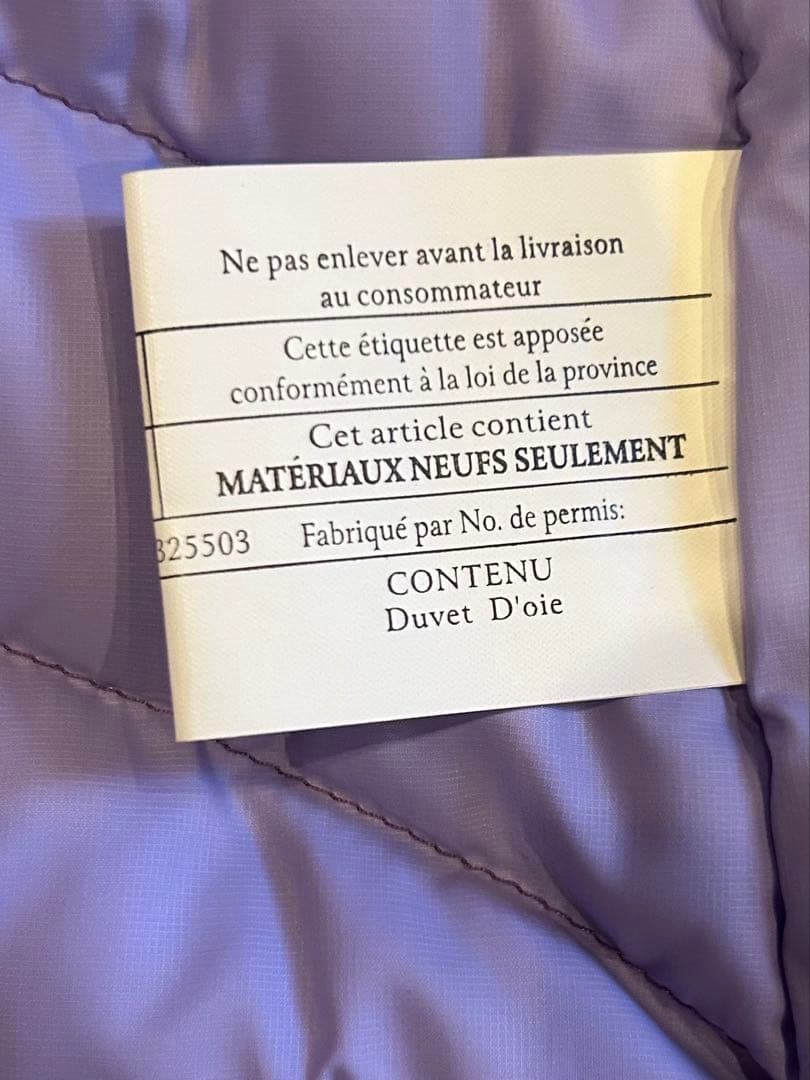 Ne pas enlever avant la livraison
au consommateur
Cette étiquette est apposée
conformément à la loi de la province
Cet article contient
MATÉRIAUX NEUFS SEULEMENT
325503 Fabriqué par No. de permis:
CONTENU
Duvet D'oie